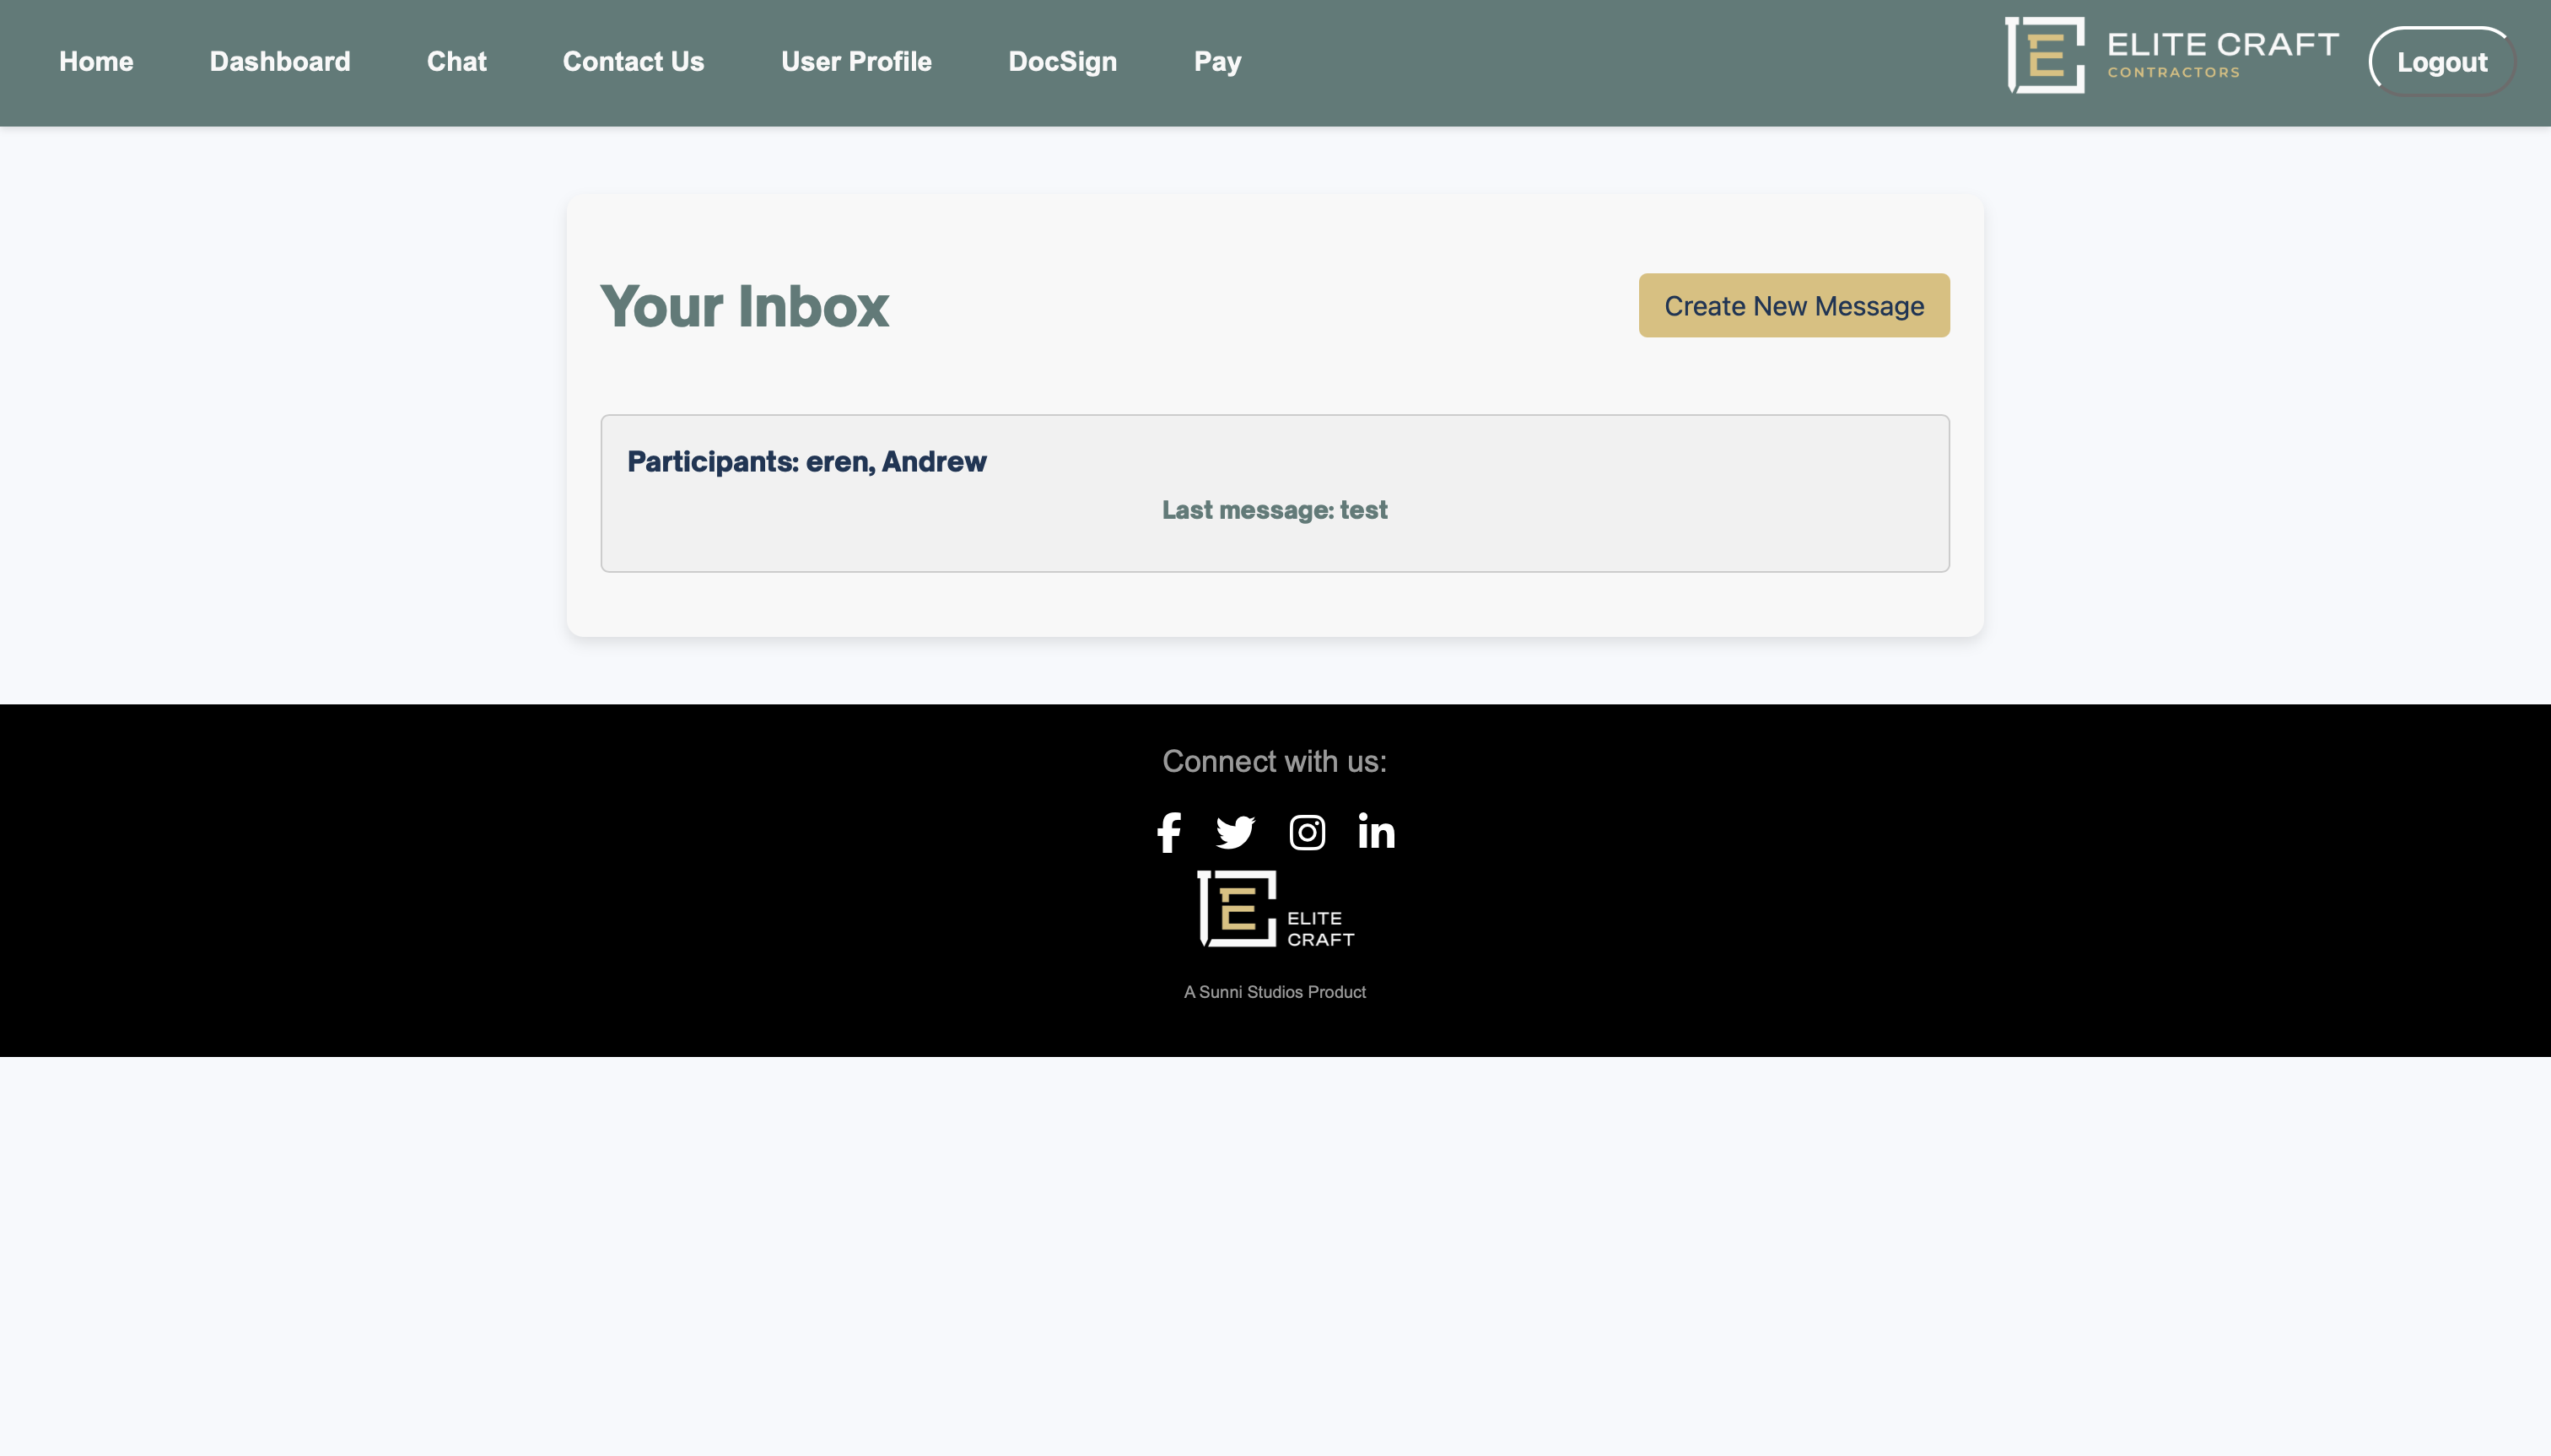 Home Dashboard Chat Contact Us User Profile DocSign Pay ELITE CRAFT Logout
CONTRACTORS
Your Inbox Create New Message
Participants: eren, Andrew
Last message: test
Connect with us:
ELITE
CRAFT
A Sunni Studios Product